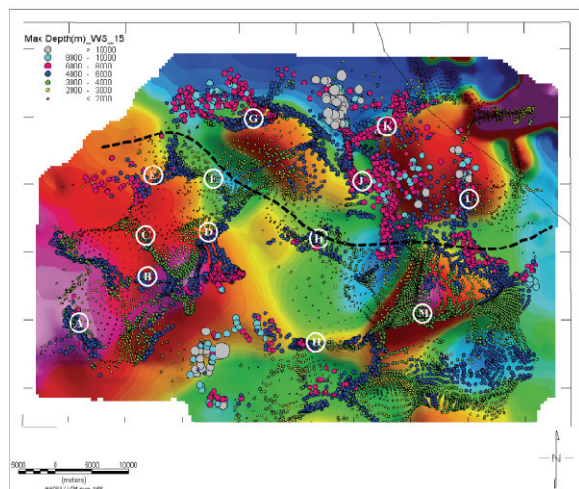 Max Depth(m)_WS_15
> 10000
8000 - 10000
6000 - 8000
4000 - 6000
3000 - 4000
2000 - 3000
< 2000
G
K
J
L
E
C
D
B
A
H
M
5000 0 5000 10000
(meters)
N